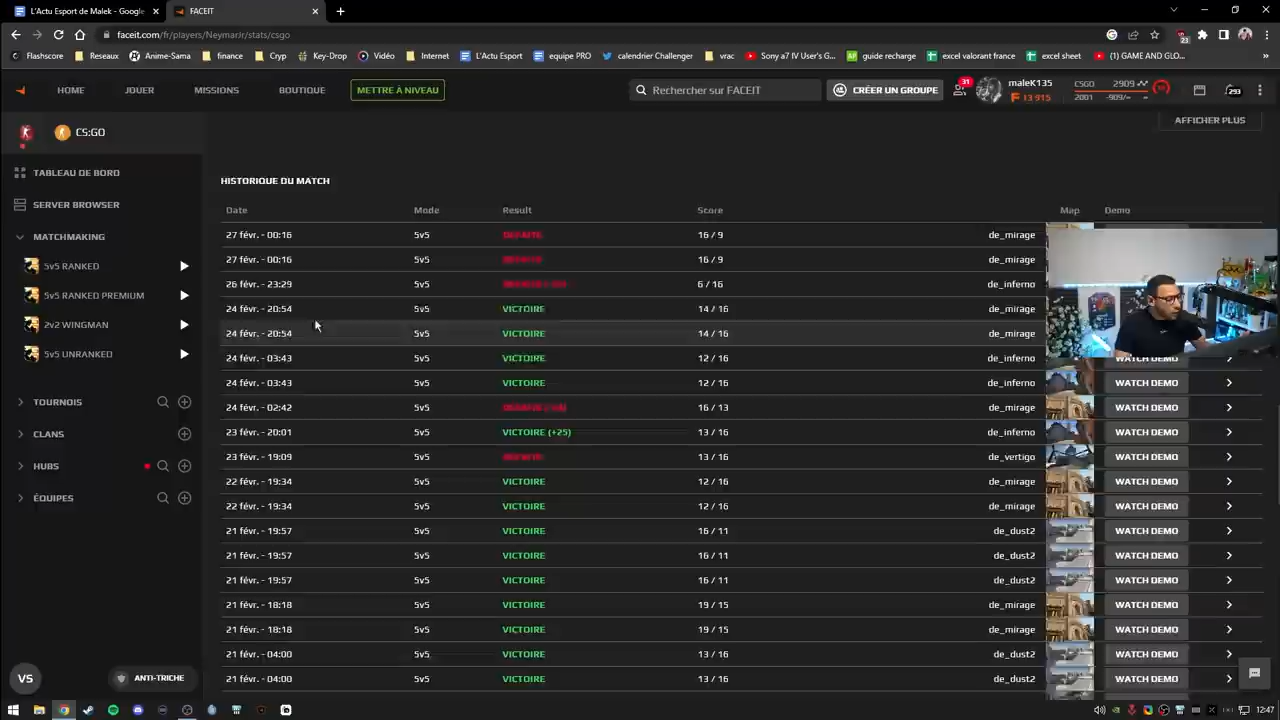 L'Actu Esport de Malek - Google
FACEIT
faceit.com/fr/players/NeymarJr/stats/csgo
Flashscore Reseaux Anime-Sama finance Cryp Key-Drop Vidéo Internet L'Actu Esport equipe PRO calendrier Challenger vrac Sony a7 IV User's G... guide recharge excel valorant france excel sheet (1) GAME AND GLO...
HOME JOUER MISSIONS BOUTIQUE METTRE À NIVEAU Rechercher sur FACEIT CRÉER UN GROUPE 31 maleK135 13 915 CSGO 2909 2001 -909/∞ 293
CS:GO
AFFICHER PLUS
TABLEAU DE BORD
SERVER BROWSER
MATCHMAKING
5v5 RANKED
5v5 RANKED PREMIUM
2v2 WINGMAN
5v5 UNRANKED
TOURNOIS
CLANS
HUBS
ÉQUIPES
V5 ANTI-TRICHE
HISTORIQUE DU MATCH
Date Mode Result Score Map Demo
27 févr. - 00:16 5v5 16 / 9 de_mirage
27 févr. - 00:16 5v5 16 / 9 de_mirage
26 févr. - 23:29 5v5 6 / 16 de_inferno
24 févr. - 20:54 5v5 VICTOIRE 14 / 16 de_mirage
24 févr. - 20:54 5v5 VICTOIRE 14 / 16 de_mirage
24 févr. - 03:43 5v5 VICTOIRE 12 / 16 de_inferno WATCH DEMO
24 févr. - 03:43 5v5 VICTOIRE 12 / 16 de_inferno WATCH DEMO
24 févr. - 02:42 5v5 16 / 13 de_mirage WATCH DEMO
23 févr. - 20:01 5v5 VICTOIRE (+25) 13 / 16 de_inferno WATCH DEMO
23 févr. - 19:09 5v5 13 / 16 de_vertigo WATCH DEMO
22 févr. - 19:34 5v5 VICTOIRE 12 / 16 de_mirage WATCH DEMO
22 févr. - 19:34 5v5 VICTOIRE 12 / 16 de_mirage WATCH DEMO
21 févr. - 19:57 5v5 VICTOIRE 16 / 11 de_dust2 WATCH DEMO
21 févr. - 19:57 5v5 VICTOIRE 16 / 11 de_dust2 WATCH DEMO
21 févr. - 19:57 5v5 VICTOIRE 16 / 11 de_dust2 WATCH DEMO
21 févr. - 18:18 5v5 VICTOIRE 19 / 15 de_mirage WATCH DEMO
21 févr. - 18:18 5v5 VICTOIRE 19 / 15 de_mirage WATCH DEMO
21 févr. - 04:00 5v5 VICTOIRE 13 / 16 de_dust2 WATCH DEMO
21 févr. - 04:00 5v5 VICTOIRE 13 / 16 de_dust2 WATCH DEMO
12:47